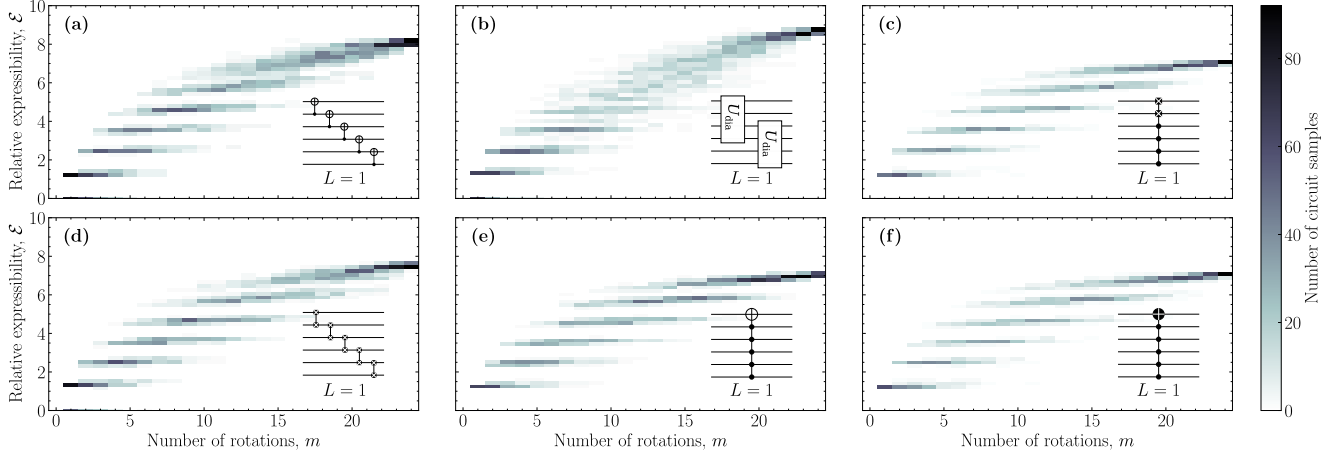 (a)
(b)
(c)
Relative expressibility, ℰ
10
8
6
4
2
0
U_dia
U_dia
L = 1
L = 1
L = 1
(d)
(e)
(f)
Relative expressibility, ℰ
10
8
6
4
2
0
L = 1
L = 1
L = 1
0 5 10 15 20
5 10 15 20
5 10 15 20
Number of rotations, m
Number of rotations, m
Number of rotations, m
80
60
40
20
0
Number of circuit samples